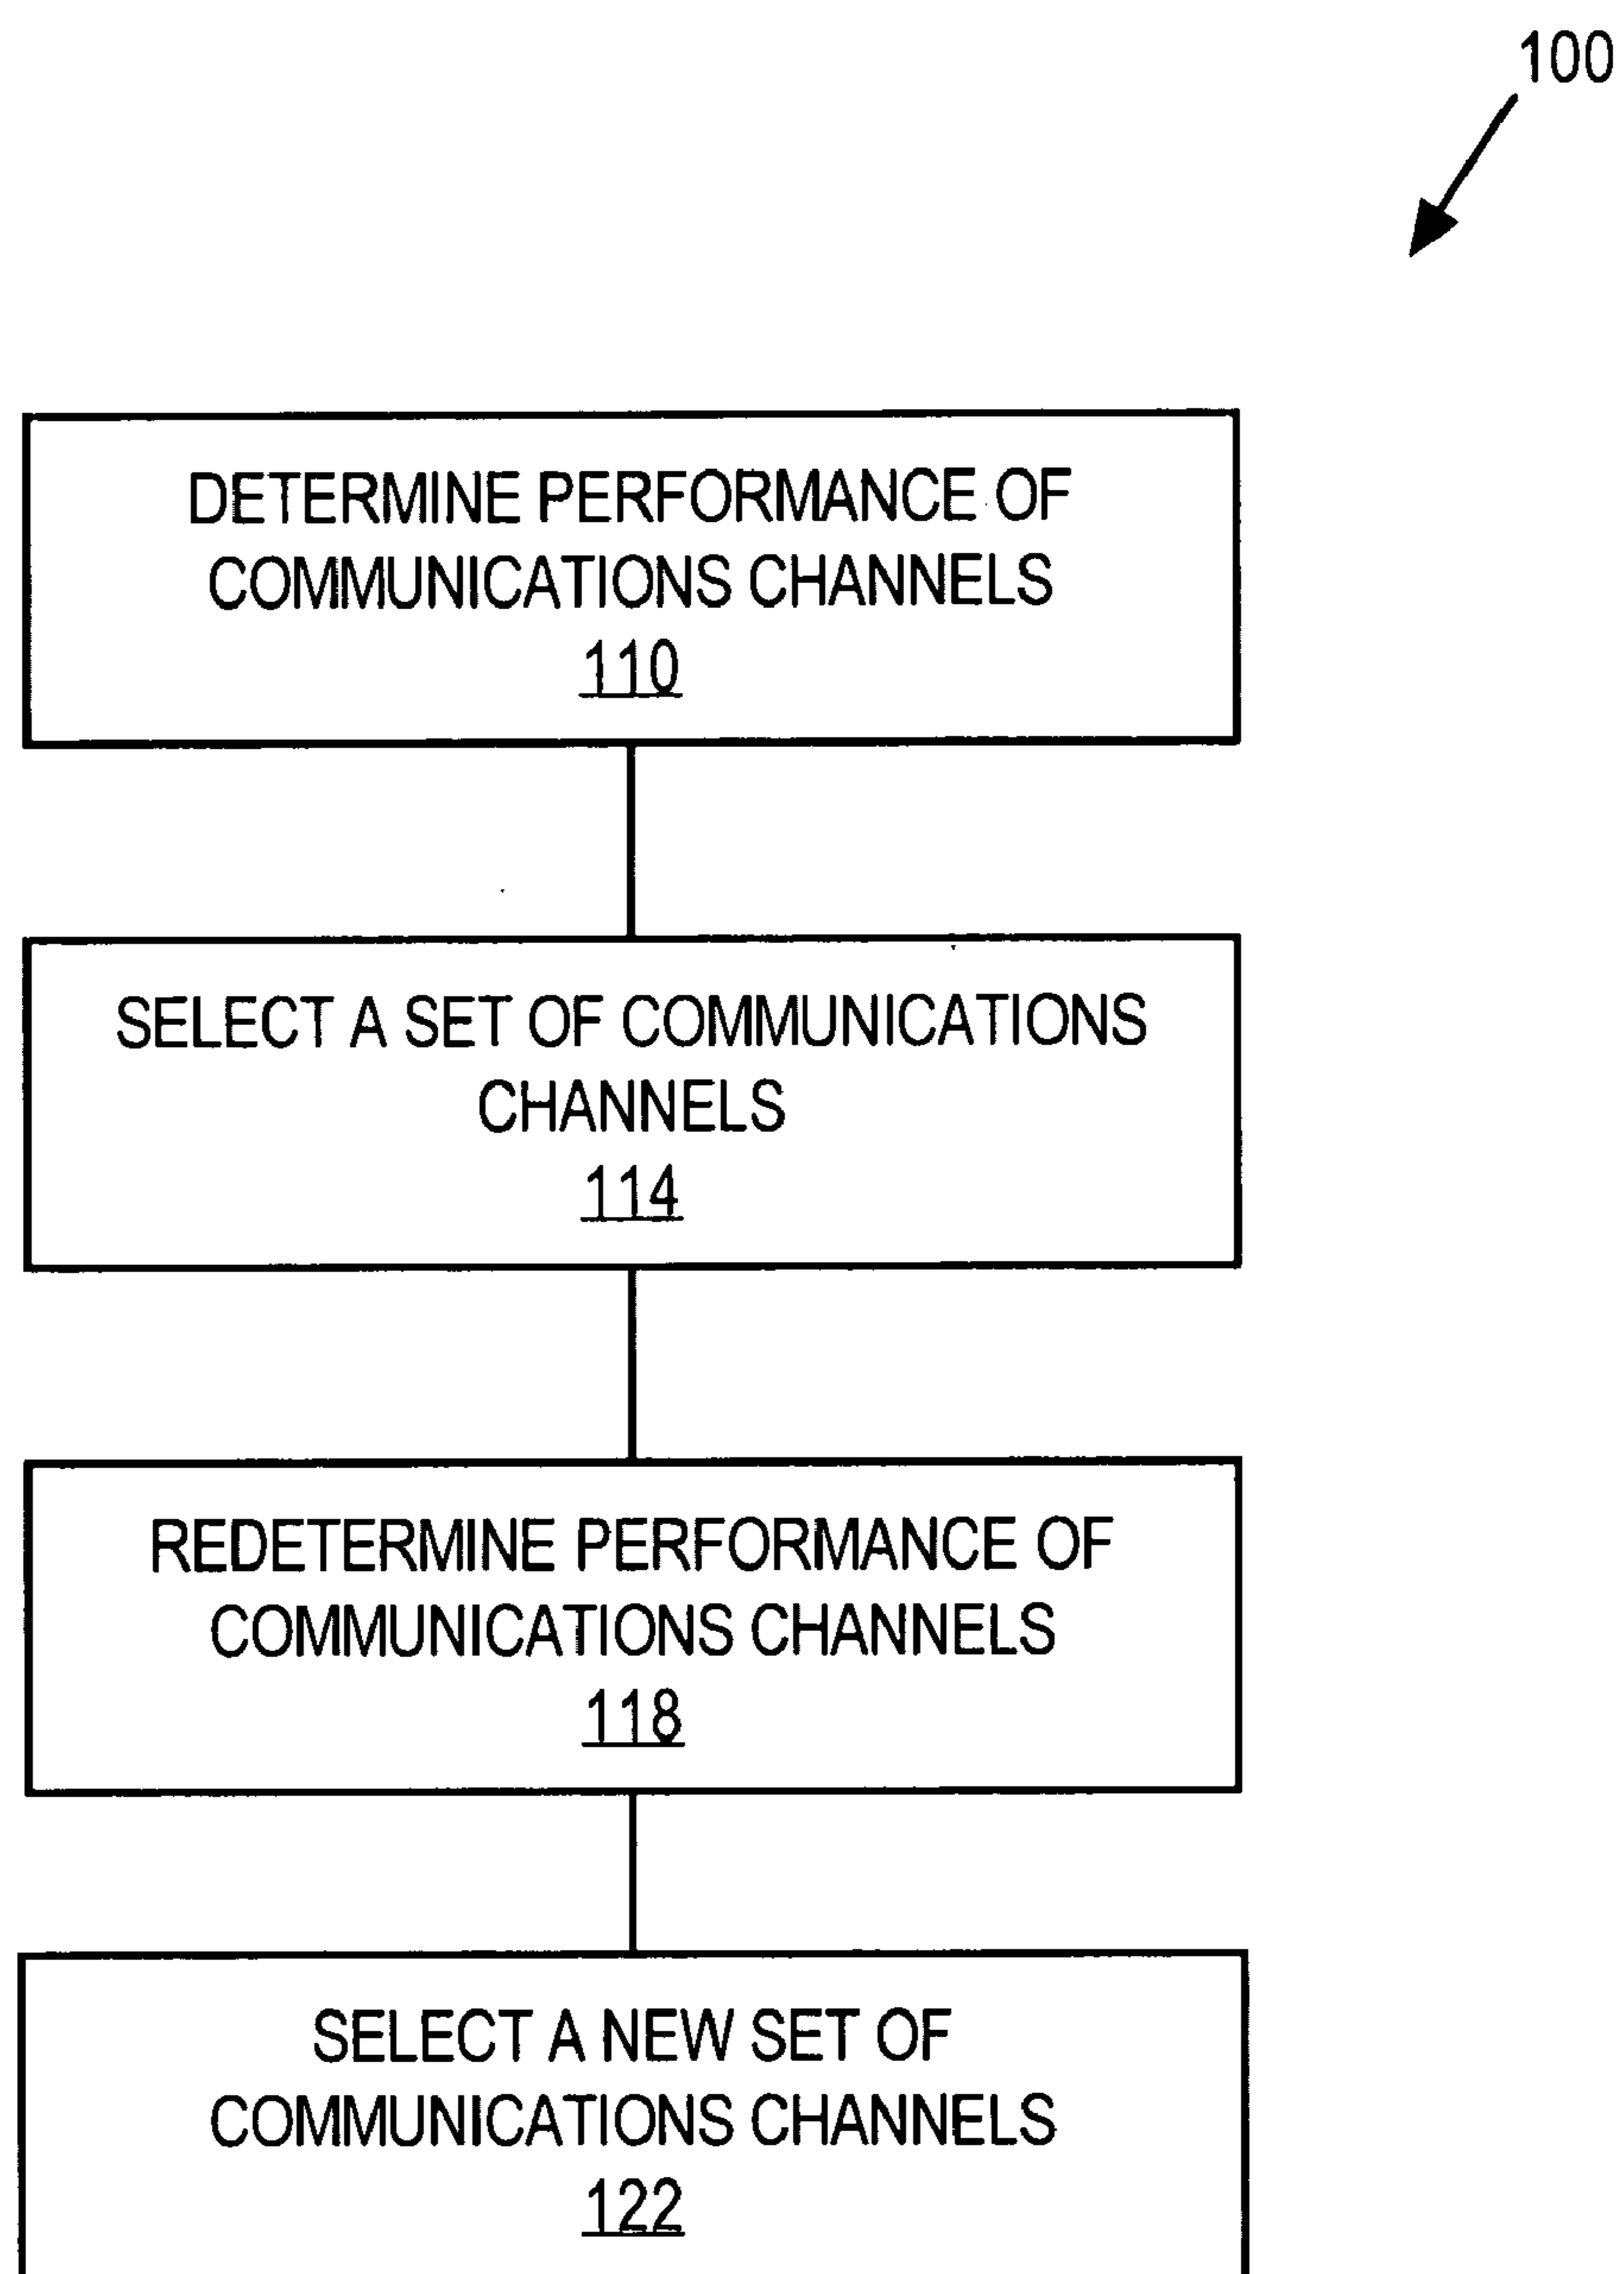 100
DETERMINE PERFORMANCE OF
COMMUNICATIONS CHANNELS
110
SELECT A SET OF COMMUNICATIONS
CHANNELS
114
REDETERMINE PERFORMANCE OF
COMMUNICATIONS CHANNELS
118
SELECT A NEW SET OF
COMMUNICATIONS CHANNELS
122